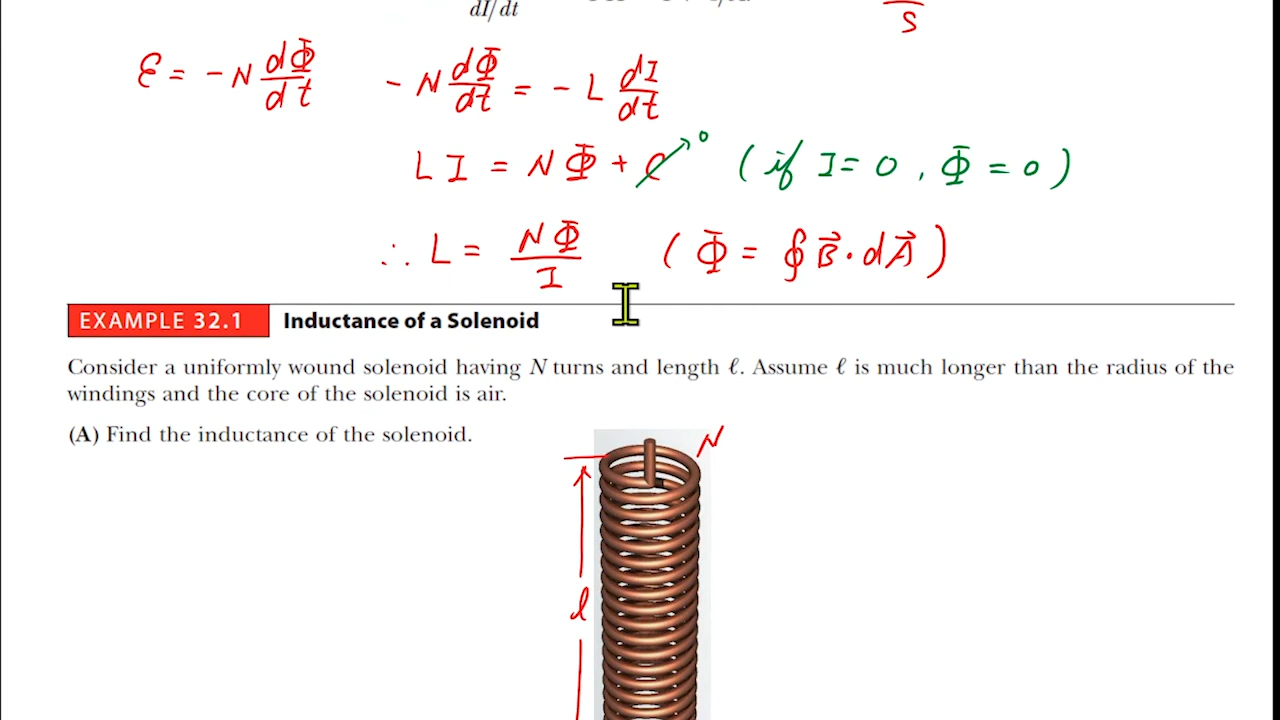 dI/dt
S
ℰ = - N dΦ/dt   - N dΦ/dt = - L dI/dt
L I = N Φ + C → 0 (if I = 0 , Φ = 0)
∴ L = N Φ/I ( Φ = ∮ B⃗ · dA⃗ )
EXAMPLE 32.1 Inductance of a Solenoid
Consider a uniformly wound solenoid having N turns and length ℓ. Assume ℓ is much longer than the radius of the
windings and the core of the solenoid is air.
(A) Find the inductance of the solenoid.
N
ℓ